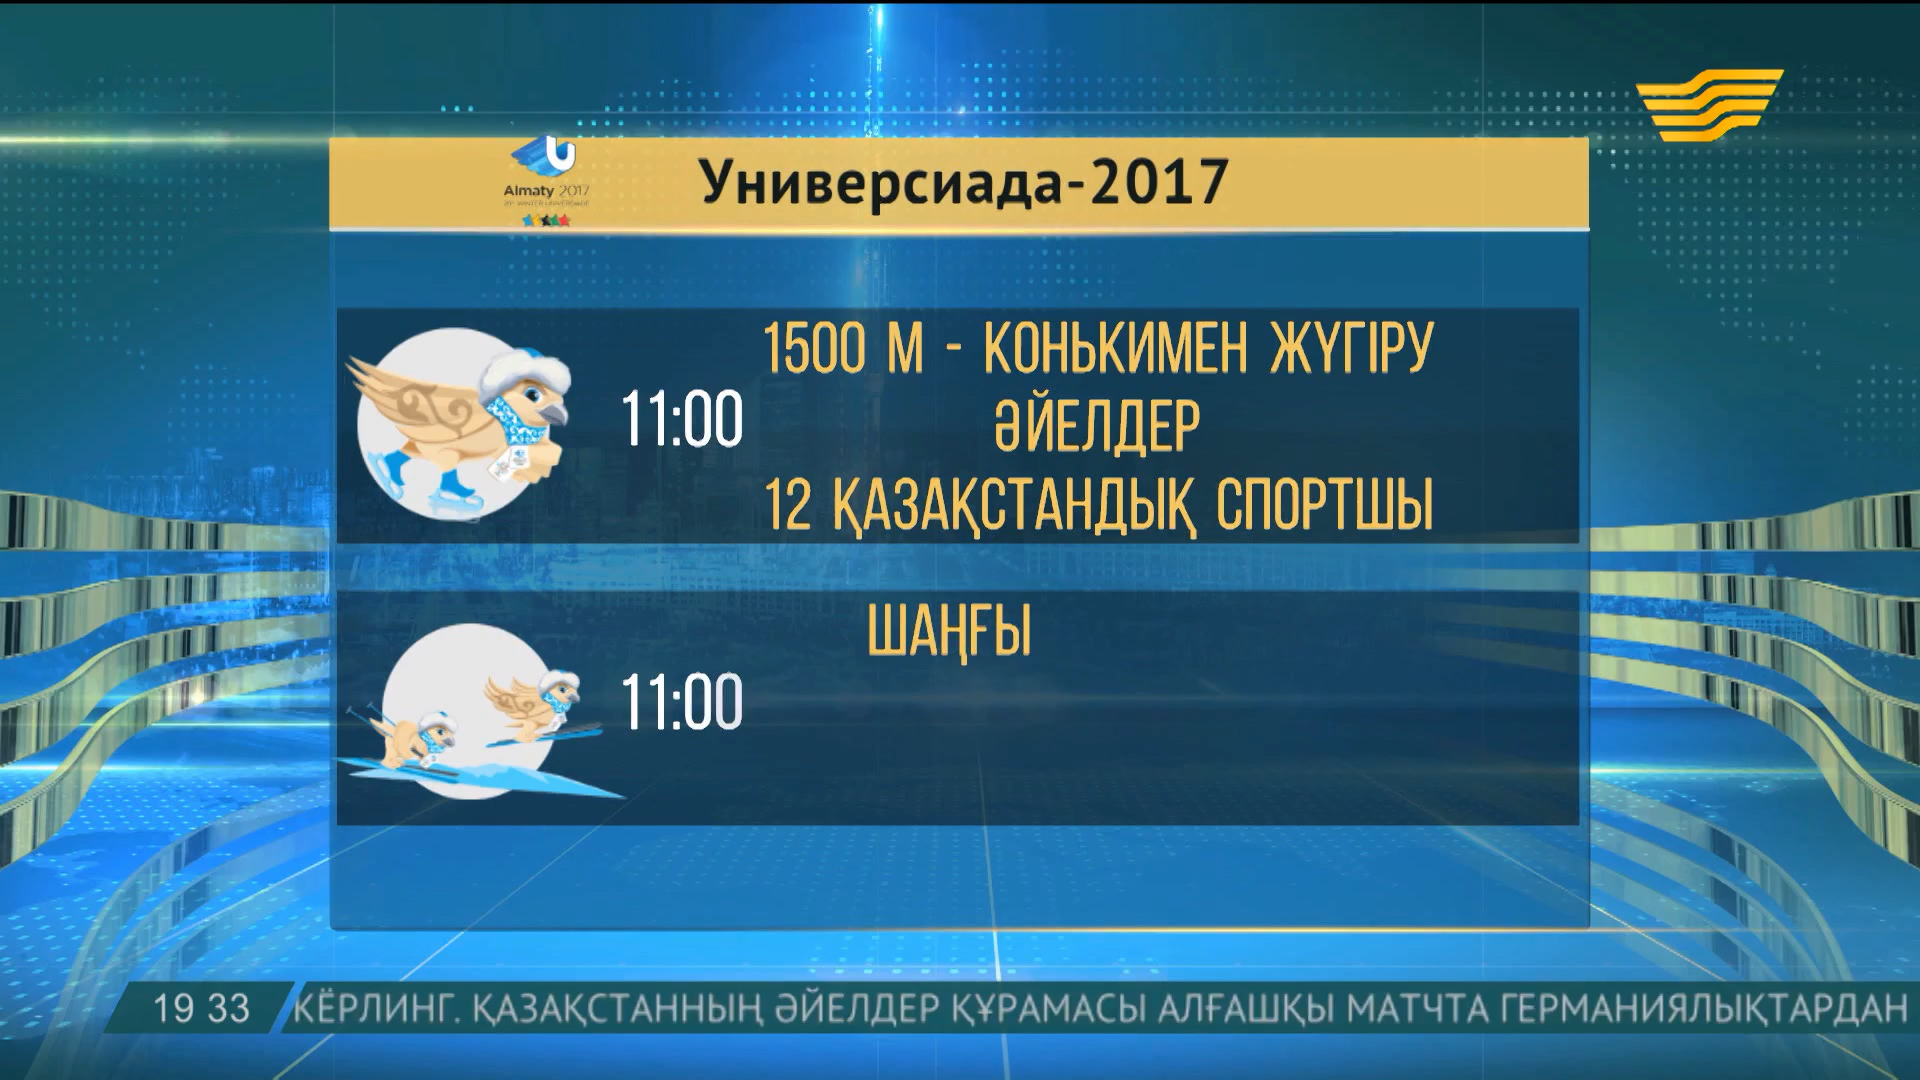 Almaty 2017
Универсиада-2017
11:00
1500 М - КОНЬКИМЕН ЖҮГІРУ
ӘЙЕЛДЕР
12 ҚАЗАҚСТАНДЫҚ СПОРТШЫ
11:00
ШАҢҒЫ
19 33
КЁРЛИНГ. ҚАЗАҚСТАННЫҢ ӘЙЕЛДЕР ҚҰРАМАСЫ АЛҒАШҚЫ МАТЧТА ГЕРМАНИЯЛЫҚТАРДАН